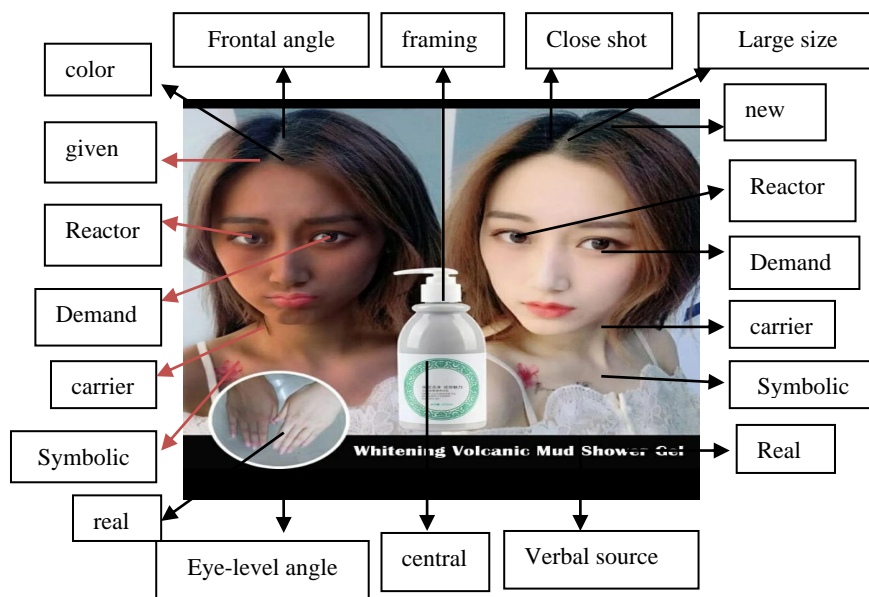 Frontal angle
framing
Close shot
Large size
color
new
given
Reactor
Reactor
Demand
Demand
carrier
carrier
Symbolic
Symbolic
Whitening Volcanic Mud Shower Gel
Real
real
Eye-level angle
central
Verbal source